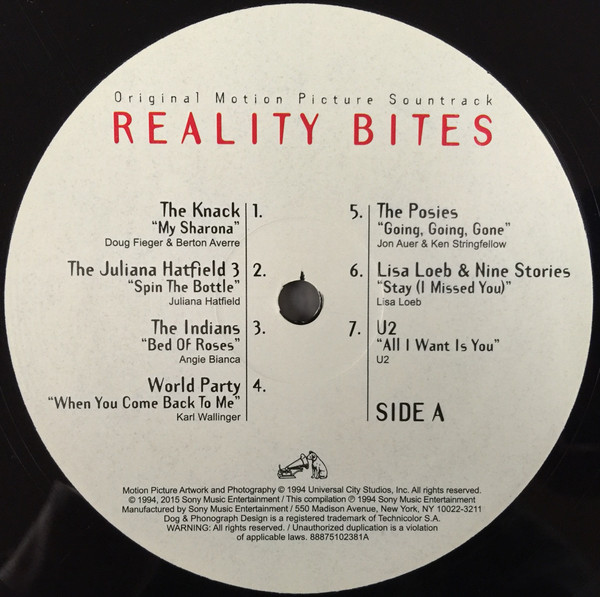 Original Motion Picture Sountrack
REALITY BITES
The Knack 1.
"My Sharona"
Doug Fieger & Berton Averre
The Juliana Hatfield 3 2.
"Spin The Bottle"
Juliana Hatfield
The Indians 3.
"Bed Of Roses"
Angie Bianca
World Party 4.
"When You Come Back To Me"
Karl Wallinger
5. The Posies
"Going, Going, Gone"
Jon Auer & Ken Stringfellow
6. Lisa Loeb & Nine Stories
"Stay (I Missed You)"
Lisa Loeb
7. U2
"All I Want Is You"
U2
SIDE A
Motion Picture Artwork and Photography © 1994 Universal City Studios, Inc. All rights reserved.
© 1994, 2015 Sony Music Entertainment / This compilation ℗ 1994 Sony Music Entertainment
Manufactured by Sony Music Entertainment / 550 Madison Avenue, New York, NY 10022-3211
Dog & Phonograph Design is a registered trademark of Technicolor S.A.
WARNING: All rights reserved. / Unauthorized duplication is a violation
of applicable laws. 88875102381A